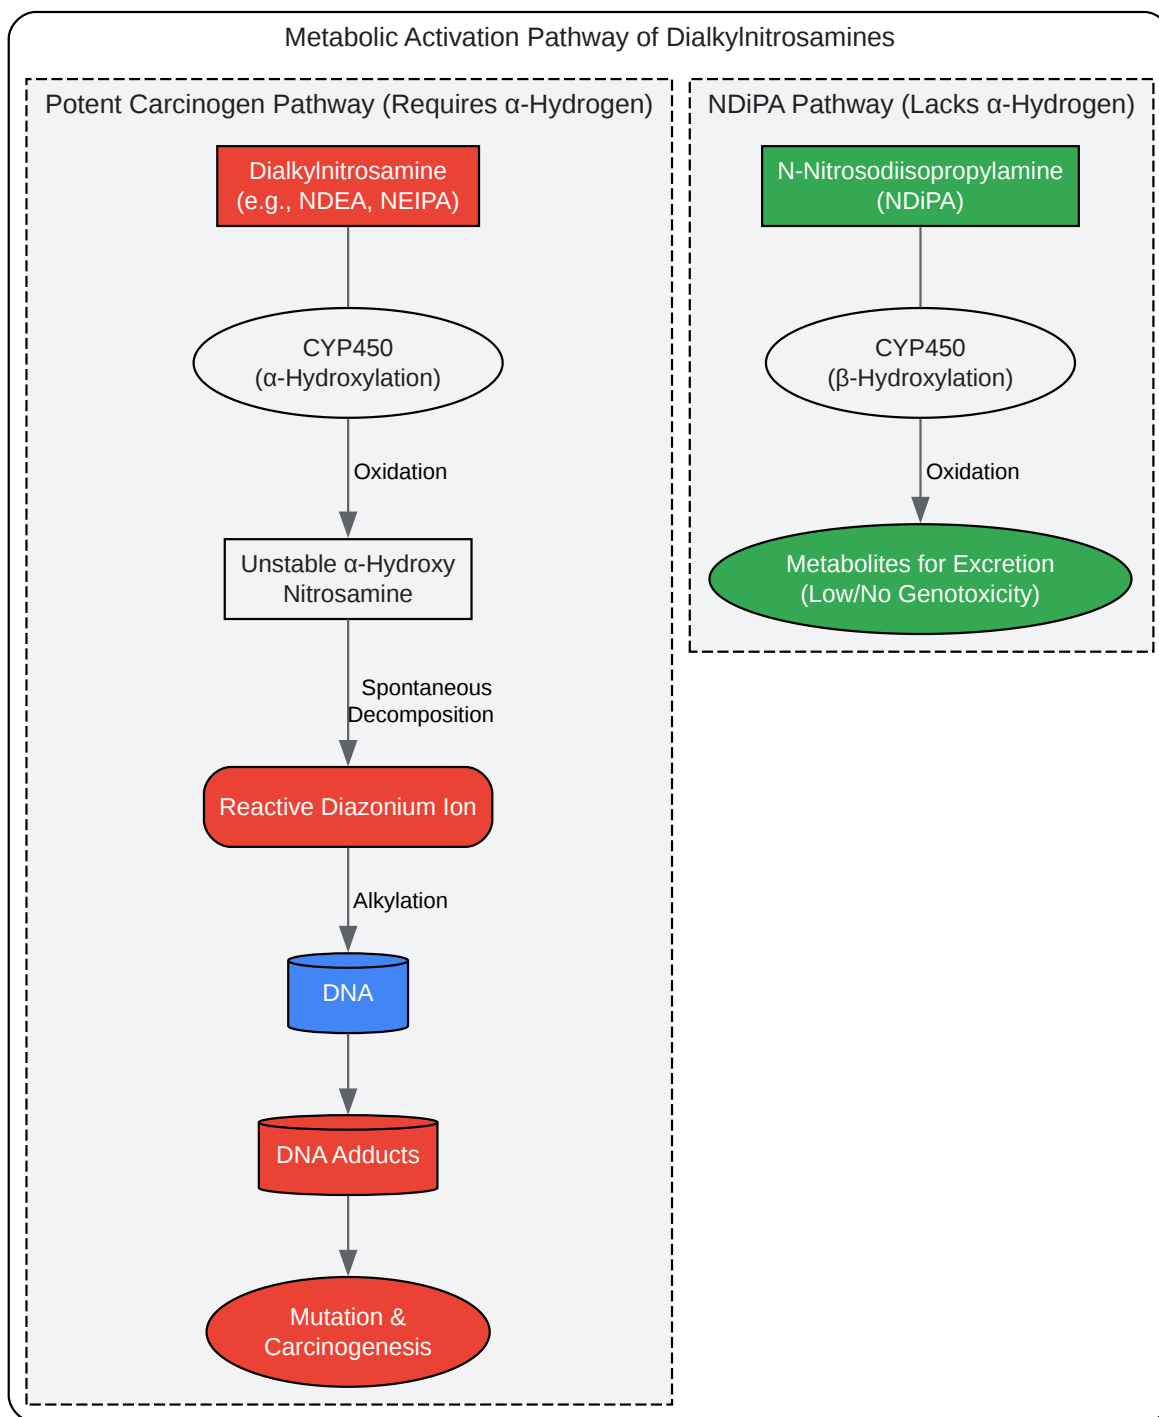 Metabolic Activation Pathway of Dialkylnitrosamines
Potent Carcinogen Pathway (Requires α-Hydrogen)
Dialkylnitrosamine
(e.g., NDEA, NEIPA)
CYP450
(α-Hydroxylation)
Oxidation
Unstable α-Hydroxy
Nitrosamine
Spontaneous
Decomposition
Reactive Diazonium Ion
Alkylation
DNA
DNA Adducts
Mutation &
Carcinogenesis
NDiPA Pathway (Lacks α-Hydrogen)
N-Nitrosodiisopropylamine
(NDiPA)
CYP450
(β-Hydroxylation)
Oxidation
Metabolites for Excretion
(Low/No Genotoxicity)